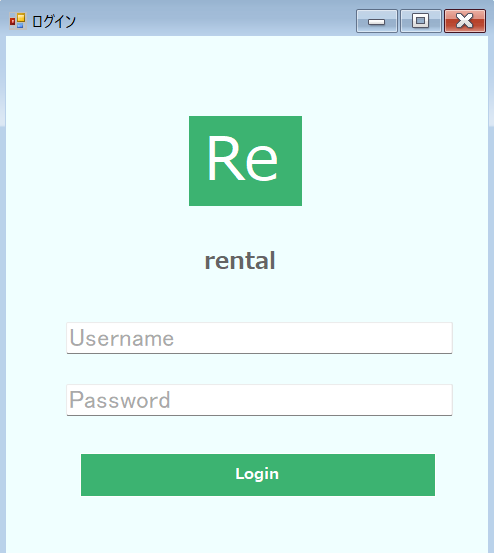 ログイン
Re
rental
Username
Password
Login